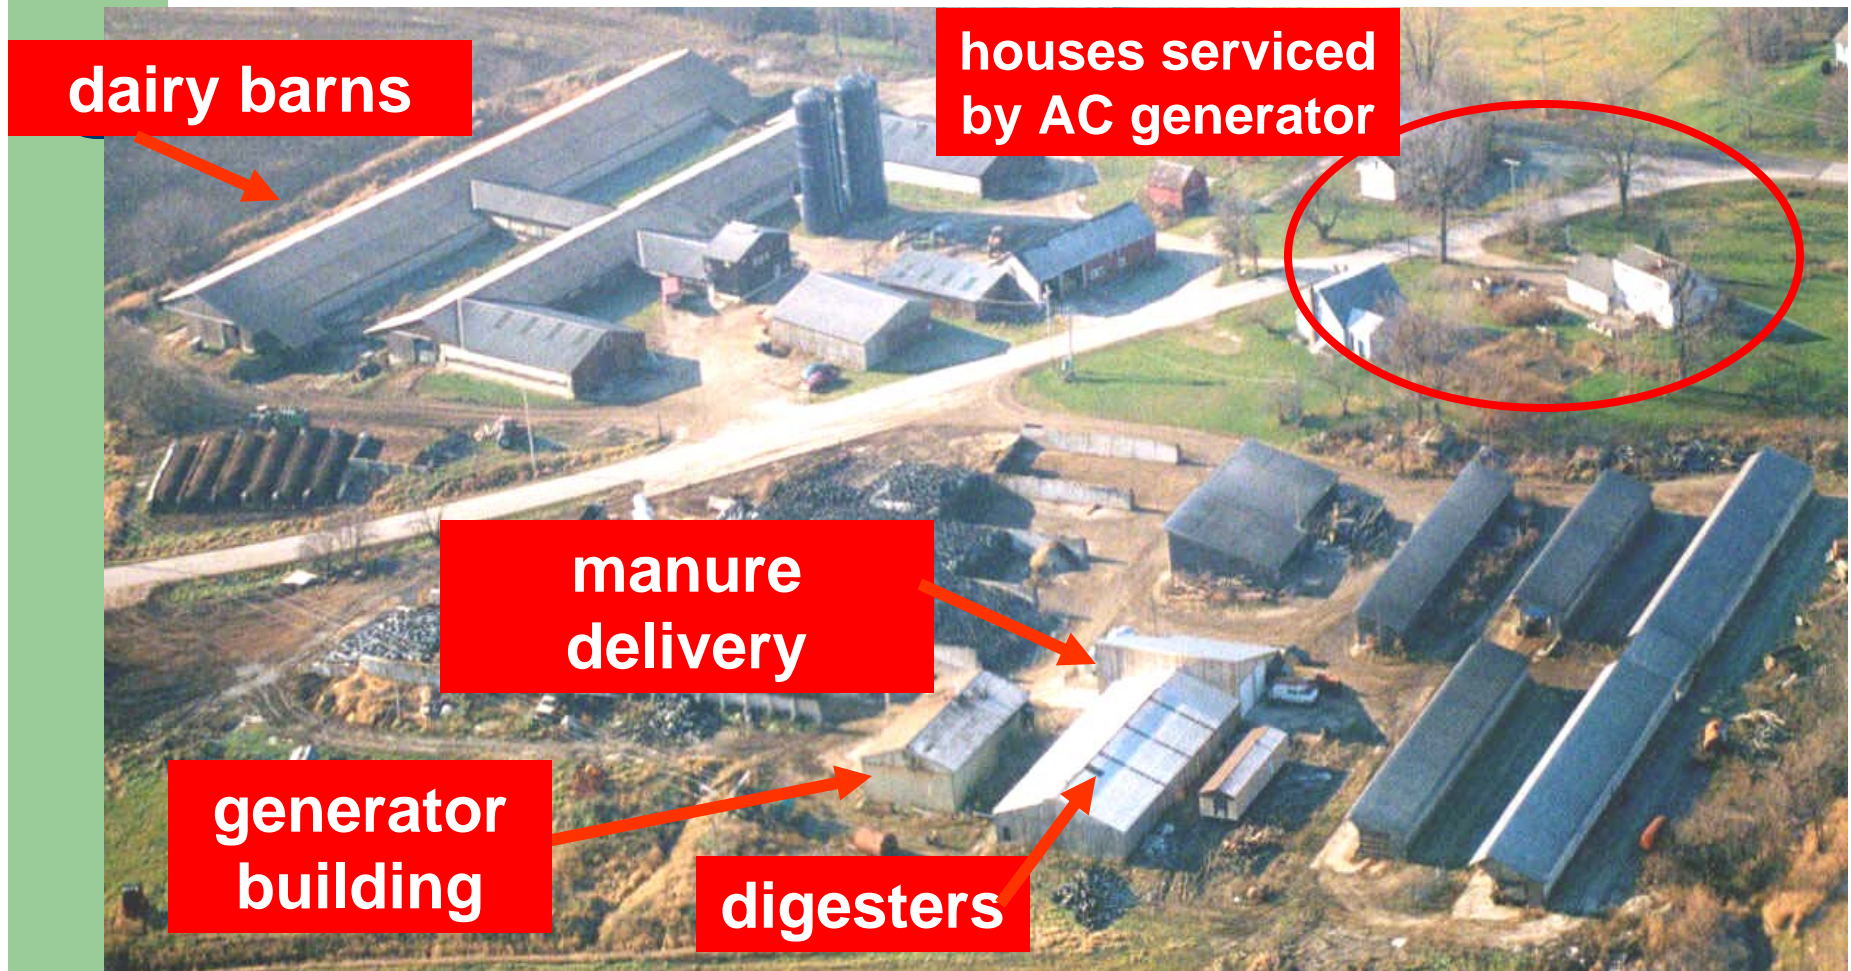 dairy barns
houses serviced
by AC generator
manure
delivery
generator
building
digesters